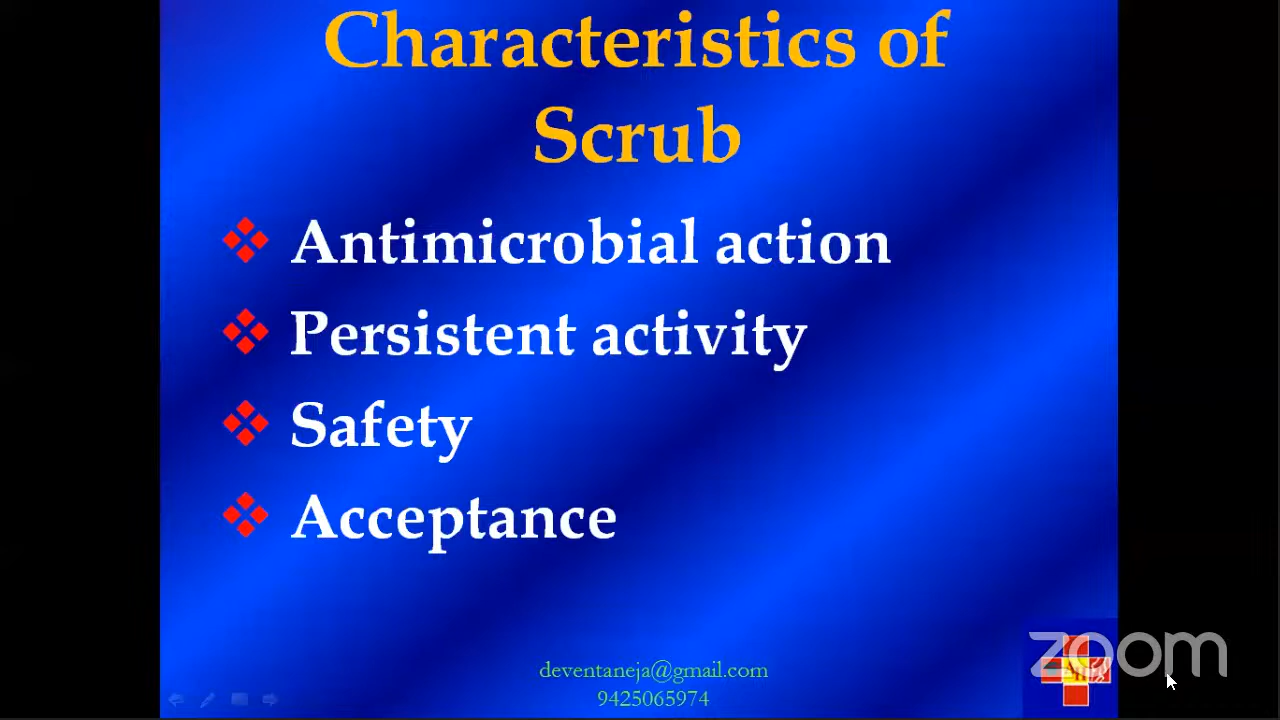 Characteristics of
Scrub
Antimicrobial action
Persistent activity
Safety
Acceptance
deventaneja@gmail.com
9425065974
zoom